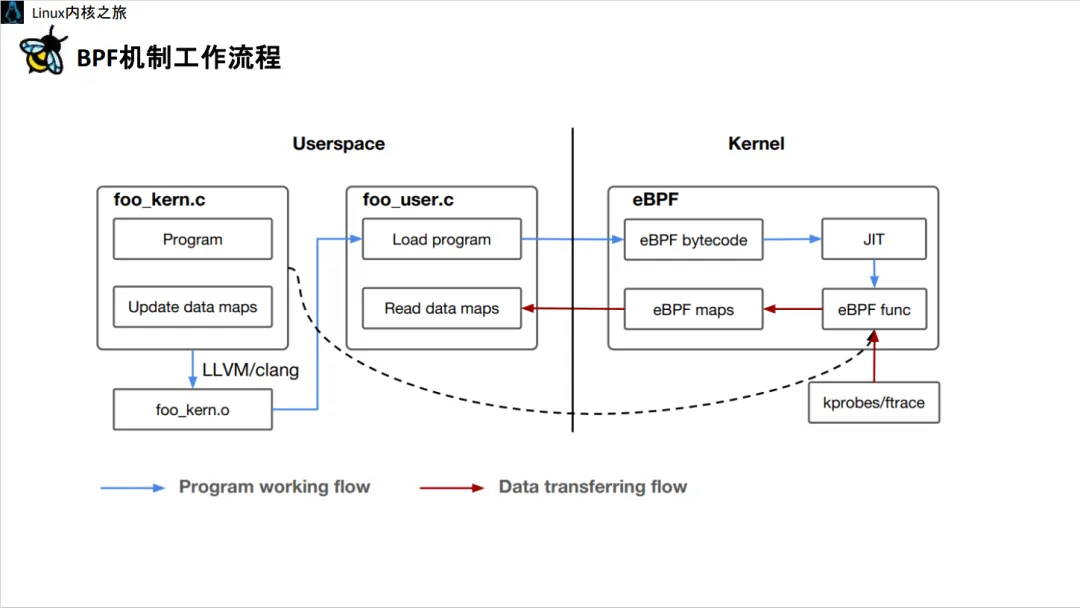 Linux内核之旅
BPF机制工作流程
Userspace
Kernel
foo_kern.c
Program
Update data maps
LLVM/clang
foo_kern.o
foo_user.c
Load program
Read data maps
eBPF
eBPF bytecode
JIT
eBPF maps
eBPF func
kprobes/ftrace
Program working flow
Data transferring flow